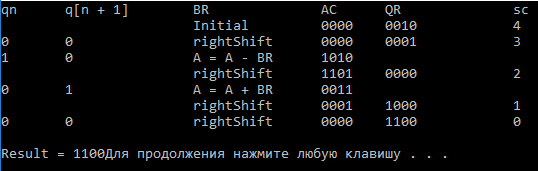 qn q[n + 1] BR AC QR sc
Initial 0000 0010 4
0 0 rightShift 0000 0001 3
1 0 A = A - BR 1010
rightShift 1101 0000 2
0 1 A = A + BR 0011
rightShift 0001 1000 1
0 0 rightShift 0000 1100 0
Result = 1100Для продолжения нажмите любую клавишу . . .